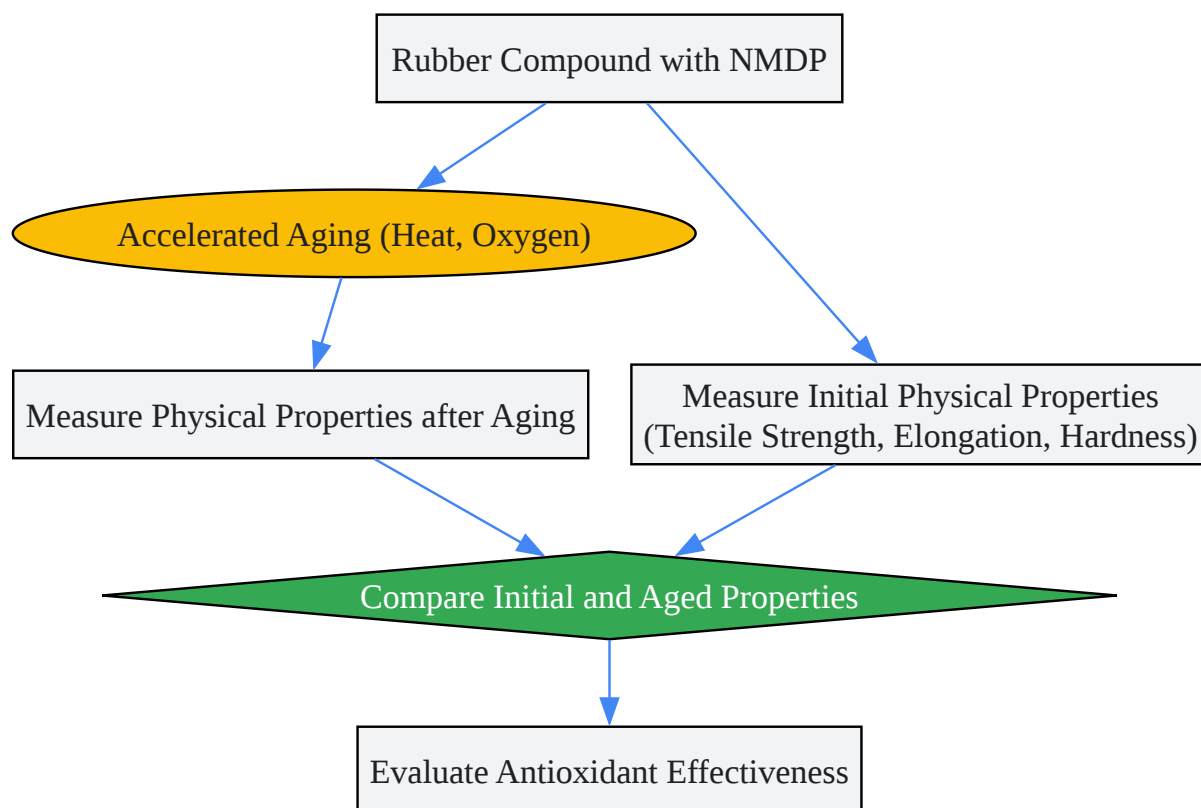 Rubber Compound with NMDP
Accelerated Aging (Heat, Oxygen)
Measure Physical Properties after Aging
Measure Initial Physical Properties
(Tensile Strength, Elongation, Hardness)
Compare Initial and Aged Properties
Evaluate Antioxidant Effectiveness